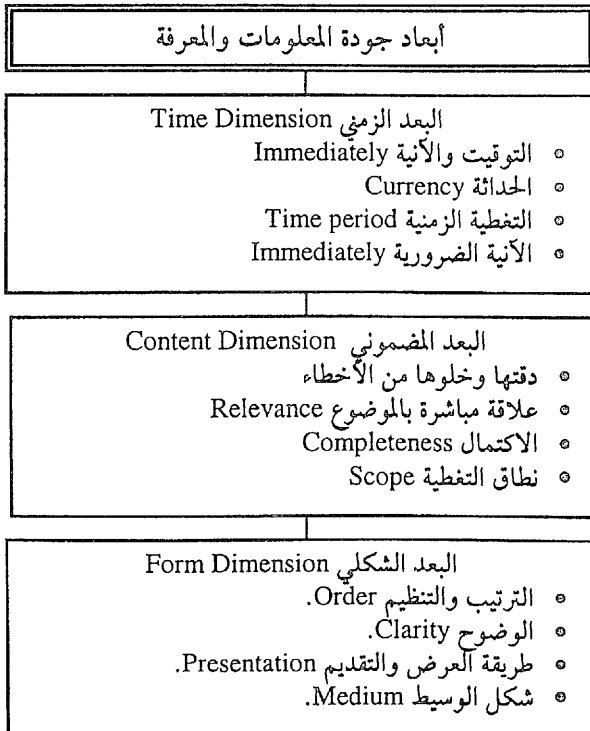 أبعاد جودة المعلومات والمعرفة
البعد الزمني Time Dimension
التوقيت والآنية Immediately
الحداثة Currency
التغطية الزمنية Time period
الآنية الضرورية Immediately
البعد المضموني Content Dimension
دقتها وخلوها من الأخطاء
علاقة مباشرة بالموضوع Relevance
الاكتمال Completeness
نطاق التغطية Scope
البعد الشكلي Form Dimension
الترتيب والتنظيم Order.
الوضوح Clarity.
طريقة العرض والتقديم Presentation.
شكل الوسيط Medium.